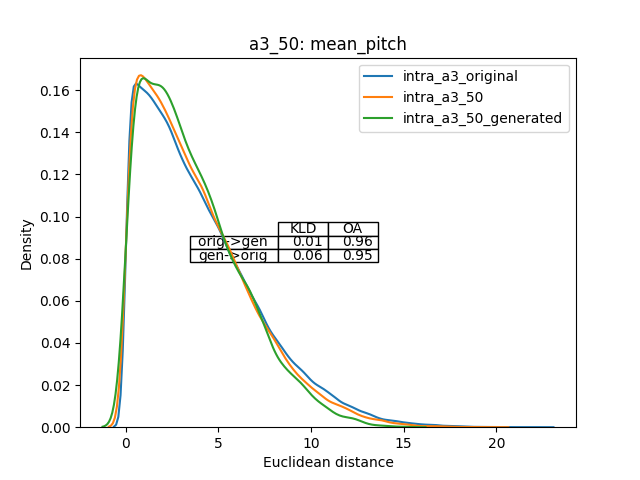 a3_50: mean_pitch
intra_a3_original
intra_a3_50
intra_a3_50_generated
0.16
0.14
0.12
0.10
0.08
0.06
0.04
0.02
0.00
Density
KLD OA
orig->gen 0.01 0.96
gen->orig 0.06 0.95
0 5 10 15 20
Euclidean distance